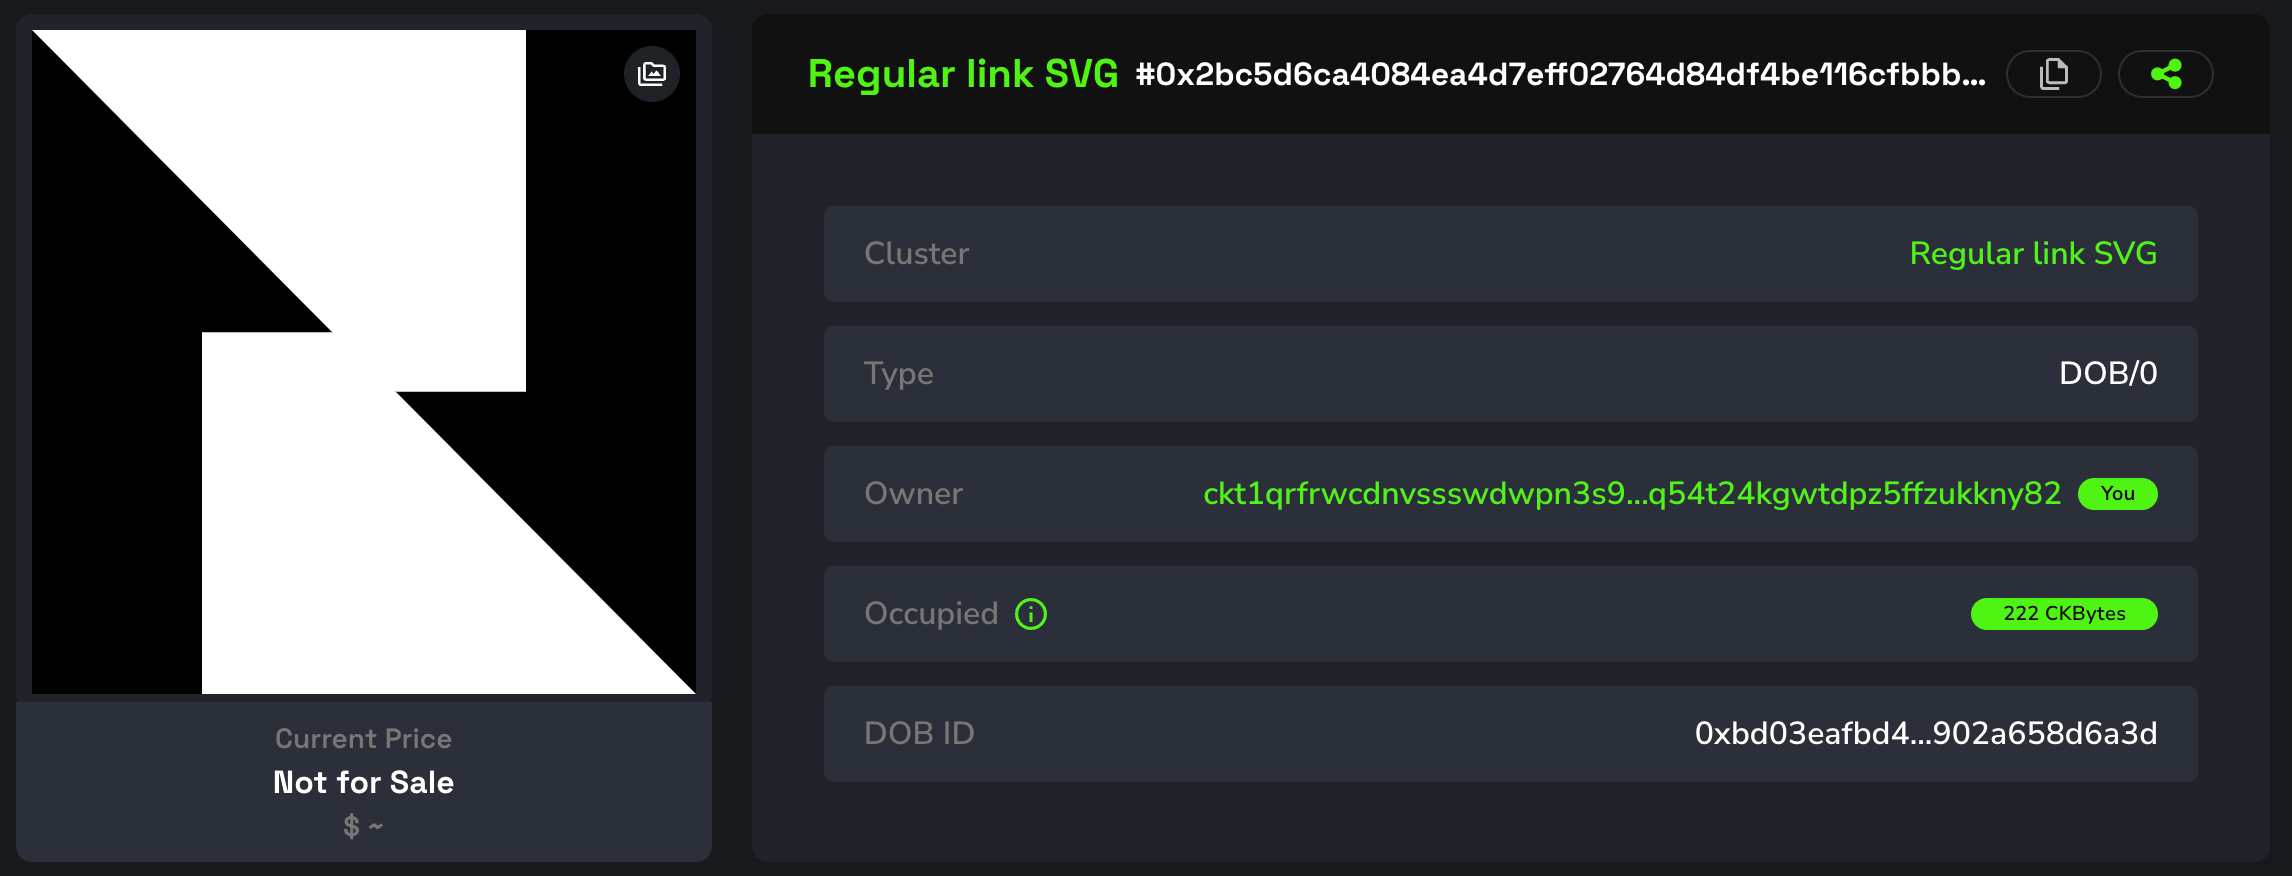 Regular link SVG #0x2bc5d6ca4084ea4d7eff02764d84df4be116cfbbb...
Cluster Regular link SVG
Type DOB/0
Owner ckt1qrfrwcdnvssswdwpn3s9...q54t24kgwtdpz5ffzukkny82 You
Occupied 222 CKBytes
DOB ID 0xbd03eafbd4...902a658d6a3d
Current Price
Not for Sale
$ ~